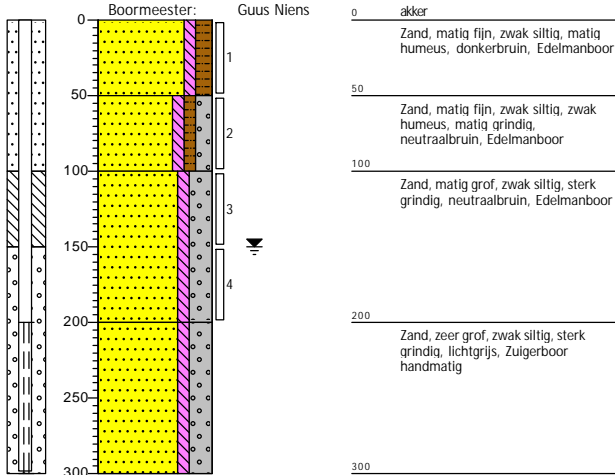 Boormeester: Guus Niens
0
50
100
150
200
250
300
1
2
3
4
0 akker
Zand, matig fijn, zwak siltig, matig
humeus, donkerbruin, Edelmanboor
50
Zand, matig fijn, zwak siltig, zwak
humeus, matig grindig,
neutraalbruin, Edelmanboor
100
Zand, matig grof, zwak siltig, sterk
grindig, neutraalbruin, Edelmanboor
200
Zand, zeer grof, zwak siltig, sterk
grindig, lichtgrijs, Zuigerboor
handmatig
300